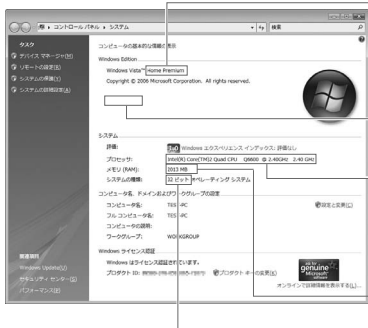 コントロール パネル ▸ システム
検索
タスク
デバイス マネージャ(M)
リモートの設定(R)
システムの保護(Y)
システムの詳細設定(A)
コンピュータの基本的な情報の表示
Windows Edition
Windows Vista™ Home Premium
Copyright © 2006 Microsoft Corporation. All rights reserved.
システム
評価: Windows エクスペリエンス インデックス: 評価なし
プロセッサ: Intel(R) Core(TM)2 Quad CPU Q6600 @ 2.40GHz 2.40 GHz
メモリ (RAM): 2013 MB
システムの種類: 32 ビット オペレーティング システム
コンピュータ名、ドメインおよびワークグループの設定
コンピュータ名: -PC
設定と変更(C)
フル コンピュータ名: -PC
コンピュータの説明:
ワークグループ:
Windows ライセンス認証
Windows はライセンス認証されています。
プロダクト ID:
プロダクト キーの変更(K)
関連項目
Windows Update(U)
セキュリティ センター(S)
パフォーマンス(E)
genuine
オンラインで詳細情報を表示する(L)...